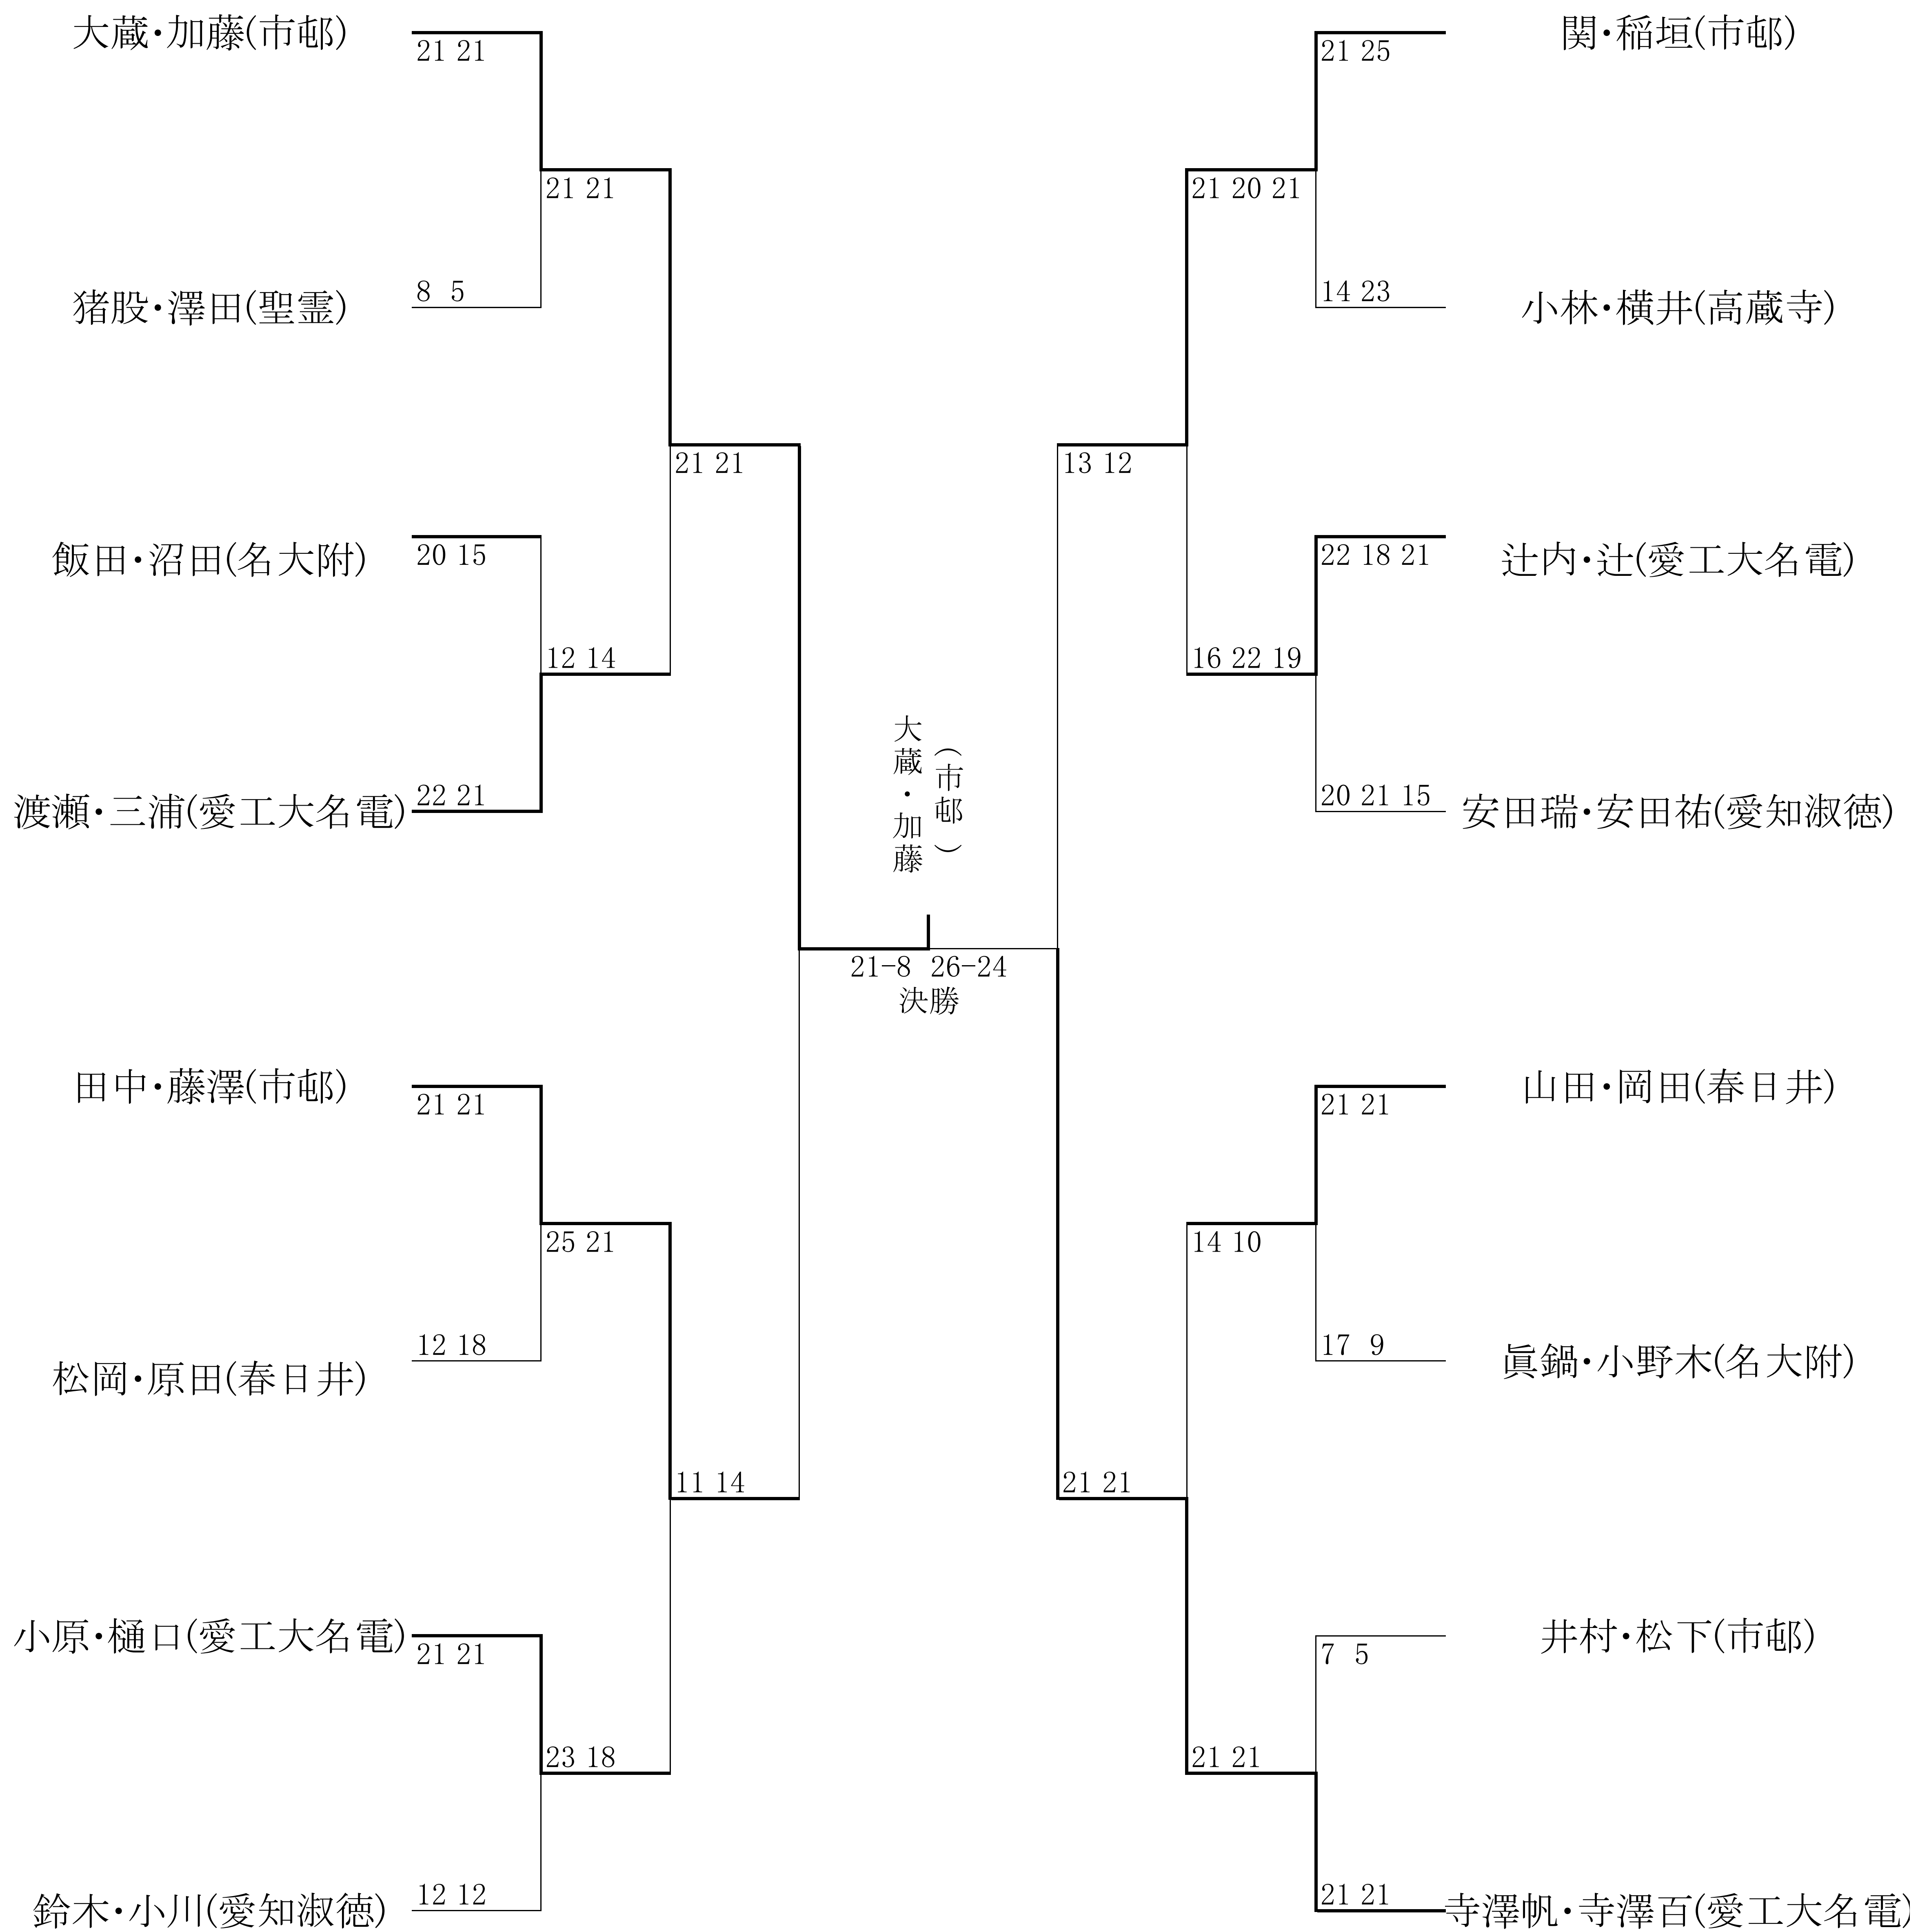 大蔵・加藤(市邨)
21 21
21 21
8 5
猪股・澤田(聖霊)
21 21
飯田・沼田(名大附)
20 15
12 14
22 21
渡瀬・三浦(愛工大名電)
田中・藤澤(市邨)
21 21
25 21
12 18
松岡・原田(春日井)
11 14
小原・樋口(愛工大名電)
21 21
23 18
12 12
鈴木・小川(愛知淑徳)
大蔵・加藤
(市邨)
21-8 26-24
決勝
関・稲垣(市邨)
21 25
21 20 21
14 23
小林・横井(高蔵寺)
13 12
辻内・辻(愛工大名電)
22 18 21
16 22 19
20 21 15
安田瑞・安田祐(愛知淑徳)
山田・岡田(春日井)
21 21
14 10
17 9
眞鍋・小野木(名大附)
21 21
井村・松下(市邨)
7 5
21 21
21 21
寺澤帆・寺澤百(愛工大名電)